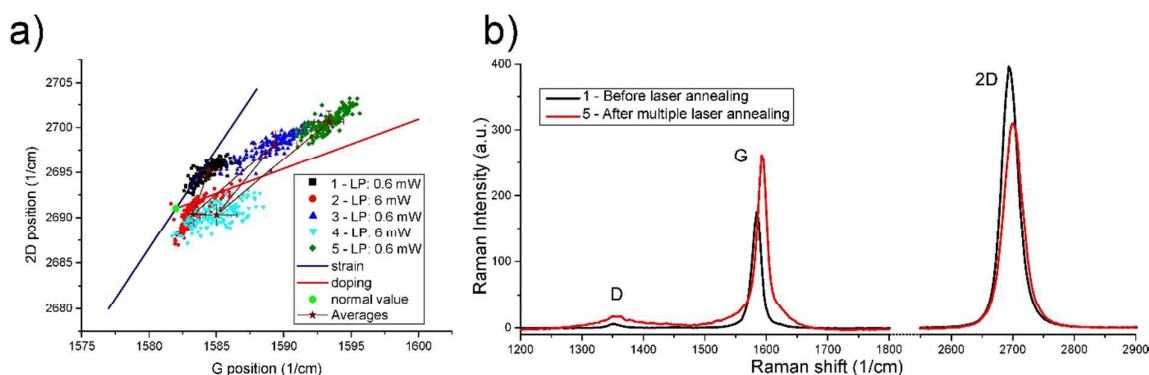 a)
2D position (1/cm)
2705
2700
2695
2690
2685
2680
1575
1580
1585
1590
1595
1600
G position (1/cm)
1 - LP: 0.6 mW
2 - LP: 6 mW
3 - LP: 0.6 mW
4 - LP: 6 mW
5 - LP: 0.6 mW
strain
doping
normal value
Averages
b)
Raman Intensity (a.u.)
400
300
200
100
0
1 - Before laser annealing
5 - After multiple laser annealing
D
G
2D
1200
1300
1400
1500
1600
1700
1800
2600
2700
2800
2900
Raman shift (1/cm)